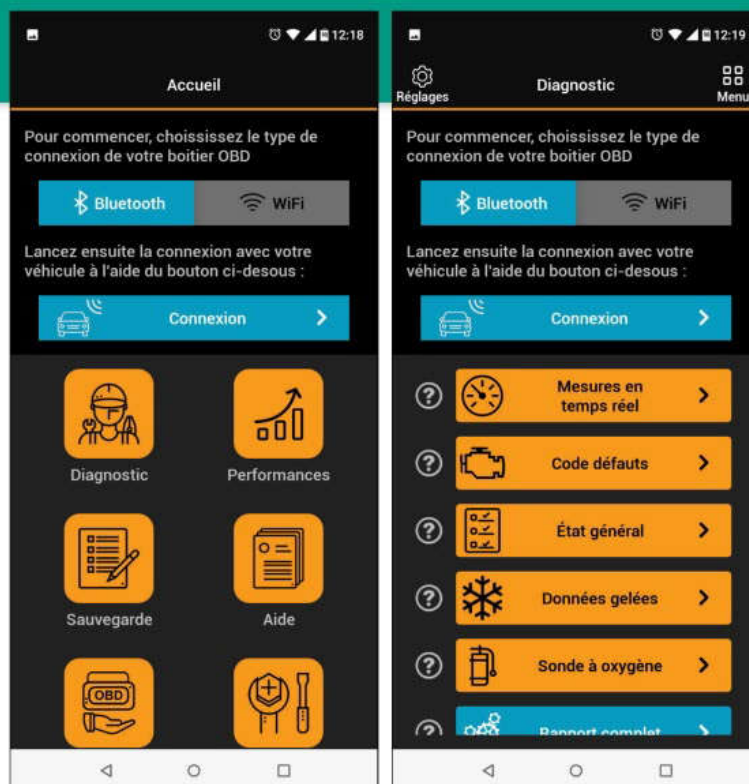 12:18
Accueil
Pour commencer, choississez le type de
connexion de votre boitier OBD
Bluetooth
WiFi
Lancez ensuite la connexion avec votre
véhicule à l'aide du bouton ci-desous :
Connexion
Diagnostic
Performances
Sauvegarde
Aide
OBD
12:19
Réglages
Diagnostic
Menu
Pour commencer, choississez le type de
connexion de votre boitier OBD
Bluetooth
WiFi
Lancez ensuite la connexion avec votre
véhicule à l'aide du bouton ci-desous :
Connexion
? Mesures en
temps réel
? Code défauts
? État général
? Données gelées
? Sonde à oxygène
? Rapport complet